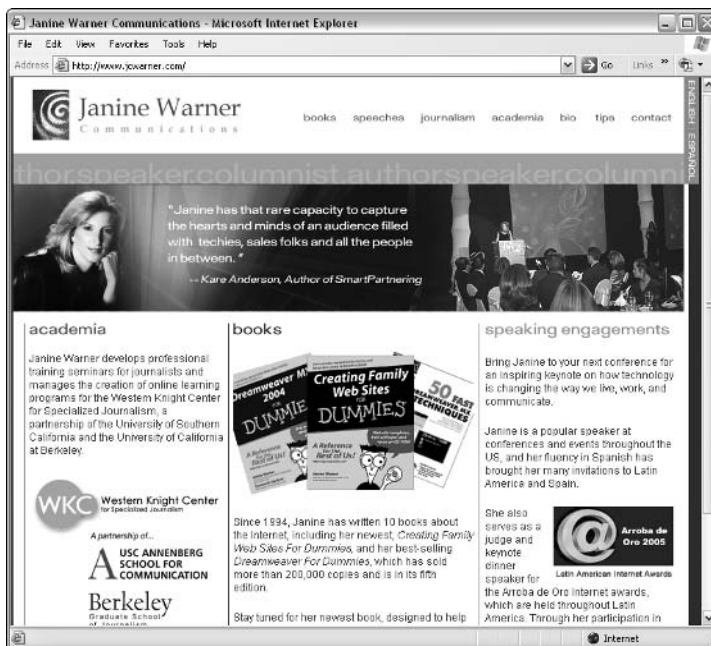 Janine Warner Communications - Microsoft Internet Explorer
File Edit View Favorites Tools Help
Address http://www.jcwarner.com/ Go Links »
Janine Warner
Communications
books speeches journalism academia bio tips contact
ENGLISH ESPAÑOL
thor.speaker.columnist.author.speaker.columni
"Janine has that rare capacity to capture
the hearts and minds of an audience filled
with techies, sales folks and all the people
in between. "
-- Kare Anderson, Author of SmartPartnering
academia
Janine Warner develops professional
training seminars for journalists and
manages the creation of online learning
programs for the Western Knight Center
for Specialized Journalism, a
partnership of the University of Southern
California and the University of California
at Berkeley.
WKC Western Knight Center
for Specialized Journalism
A partnership of...
USC ANNENBERG
SCHOOL FOR
COMMUNICATION
Berkeley
Graduate School
of Journalism
books
Dreamweaver MX
2004
FOR
DUMMIES
A Reference
for the
Rest of Us!
Creating Family
Web Sites
FOR
DUMMIES
A Reference
for the
Rest of Us!
50 FAST
DREAMWEAVER MX
TECHNIQUES
Since 1994, Janine has written 10 books about
the Internet, including her newest, Creating Family
Web Sites For Dummies, and her best-selling
Dreamweaver For Dummies, which has sold
more than 200,000 copies and is in its fifth
edition.
Stay tuned for her newest book, designed to help
speaking engagements
Bring Janine to your next conference for
an inspiring keynote on how technology
is changing the way we live, work, and
communicate.
Janine is a popular speaker at
conferences and events throughout the
US, and her fluency in Spanish has
brought her many invitations to Latin
America and Spain.
She also
serves as a
judge and
keynote
dinner
speaker for
the Arroba de Oro Internet awards,
which are held throughout Latin
America. Through her participation in
Arroba de
Oro 2005
Latin American Internet Awards
Internet